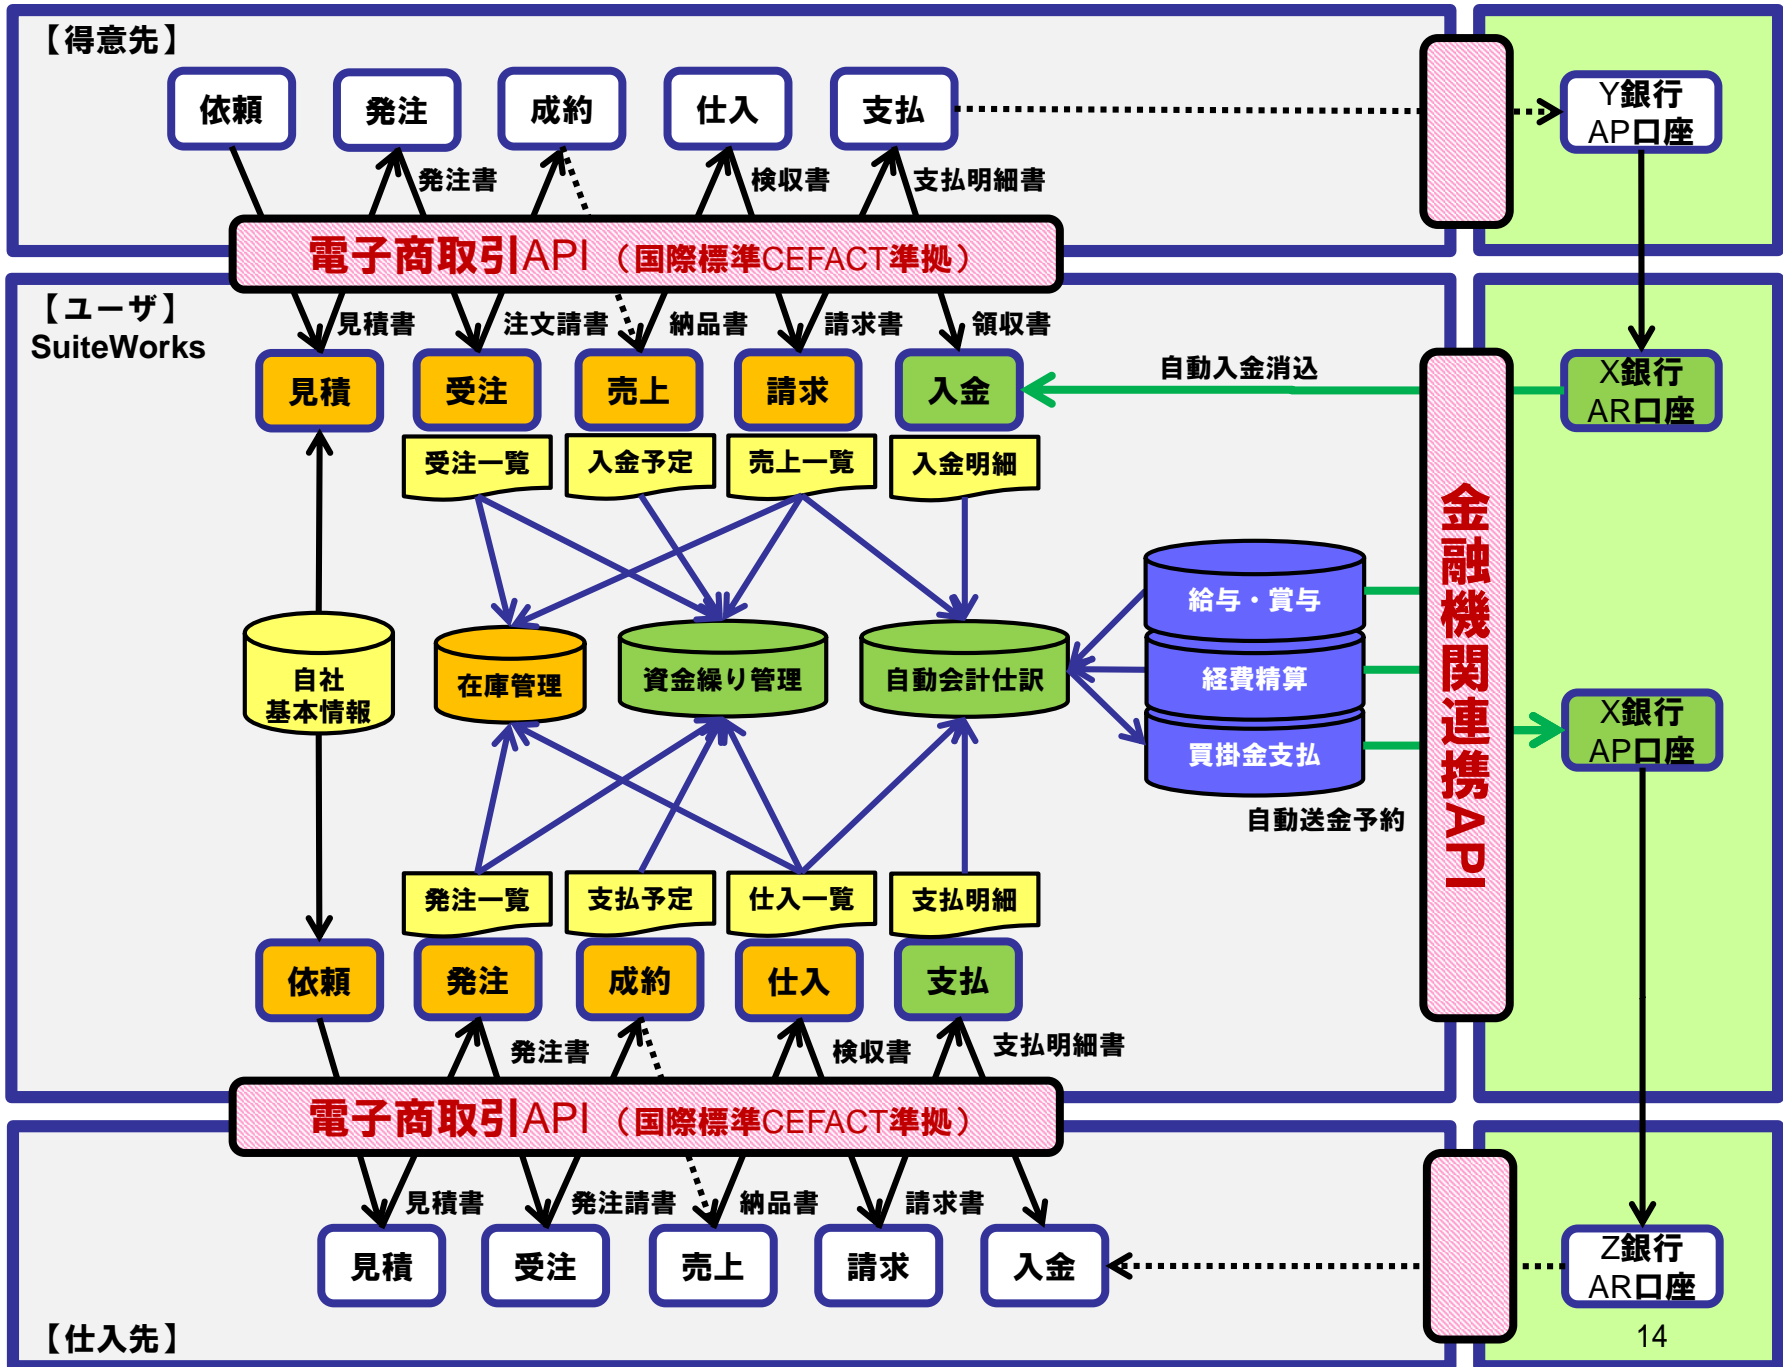 【得意先】
依頼
発注
成約
仕入
支払
Y銀行
AP口座
発注書
検収書
支払明細書
電子商取引API（国際標準CEFACT準拠）
【ユーザ】
SuiteWorks
見積書
注文請書
納品書
請求書
領収書
見積
受注
売上
請求
入金
自動入金消込
X銀行
AR口座
受注一覧
入金予定
売上一覧
入金明細
金融機関連携API
給与・賞与
経費精算
買掛金支払
自社
基本情報
在庫管理
資金繰り管理
自動会計仕訳
X銀行
AP口座
自動送金予約
発注一覧
支払予定
仕入一覧
支払明細
依頼
発注
成約
仕入
支払
発注書
検収書
支払明細書
電子商取引API（国際標準CEFACT準拠）
見積書
発注請書
納品書
請求書
見積
受注
売上
請求
入金
Z銀行
AR口座
【仕入先】
14